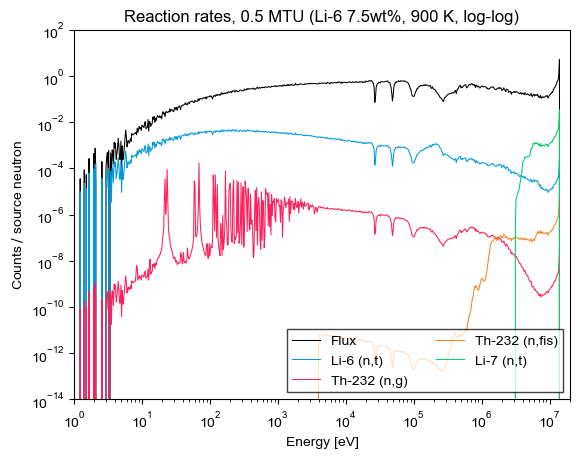 Reaction rates, 0.5 MTU (Li-6 7.5wt%, 900 K, log-log)
Counts / source neutron
10^2
10^0
10^-2
10^-4
10^-6
10^-8
10^-10
10^-12
10^-14
Flux
Li-6 (n,t)
Th-232 (n,g)
Th-232 (n,fis)
Li-7 (n,t)
10^0 10^1 10^2 10^3 10^4 10^5 10^6 10^7
Energy [eV]